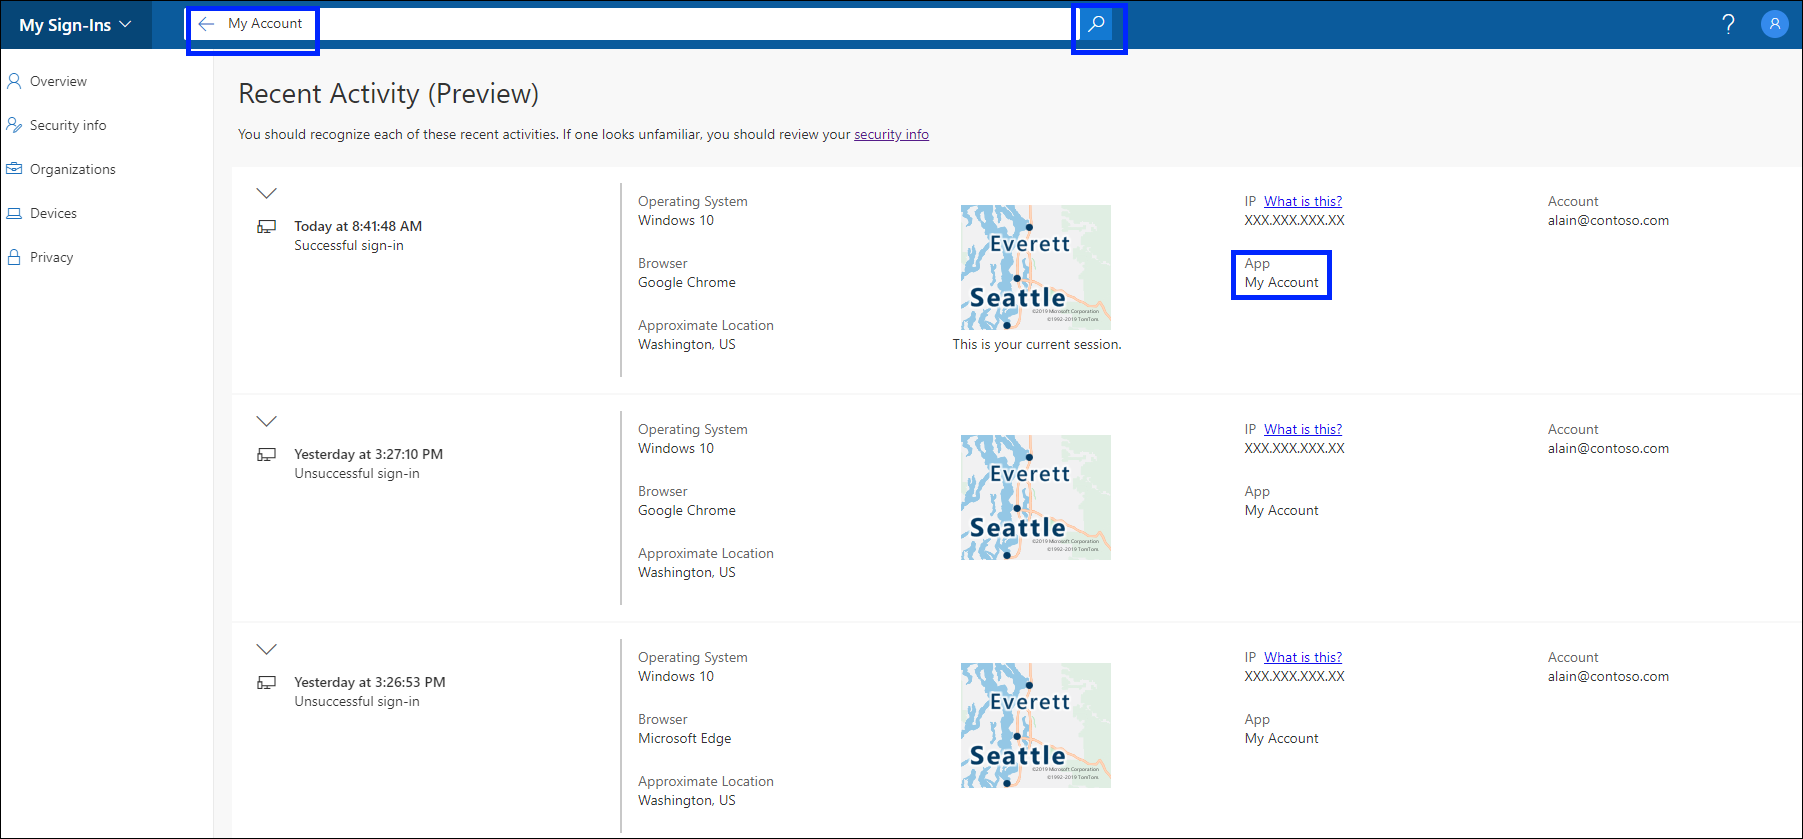 My Sign-Ins
My Account
?
Overview
Security info
Organizations
Devices
Privacy
Recent Activity (Preview)
You should recognize each of these recent activities. If one looks unfamiliar, you should review your security info
Today at 8:41:48 AM
Successful sign-in
Operating System
Windows 10
Browser
Google Chrome
Approximate Location
Washington, US
Everett
Seattle
©2019 Microsoft Corporation
©1992-2019 TomTom
This is your current session.
IP What is this?
XXX.XXX.XXX.XX
App
My Account
Account
alain@contoso.com
Yesterday at 3:27:10 PM
Unsuccessful sign-in
Operating System
Windows 10
Browser
Google Chrome
Approximate Location
Washington, US
Everett
Seattle
©2019 Microsoft Corporation
©1992-2019 TomTom
IP What is this?
XXX.XXX.XXX.XX
App
My Account
Account
alain@contoso.com
Yesterday at 3:26:53 PM
Unsuccessful sign-in
Operating System
Windows 10
Browser
Microsoft Edge
Approximate Location
Washington, US
Everett
Seattle
©2019 Microsoft Corporation
©1992-2019 TomTom
IP What is this?
XXX.XXX.XXX.XX
App
My Account
Account
alain@contoso.com